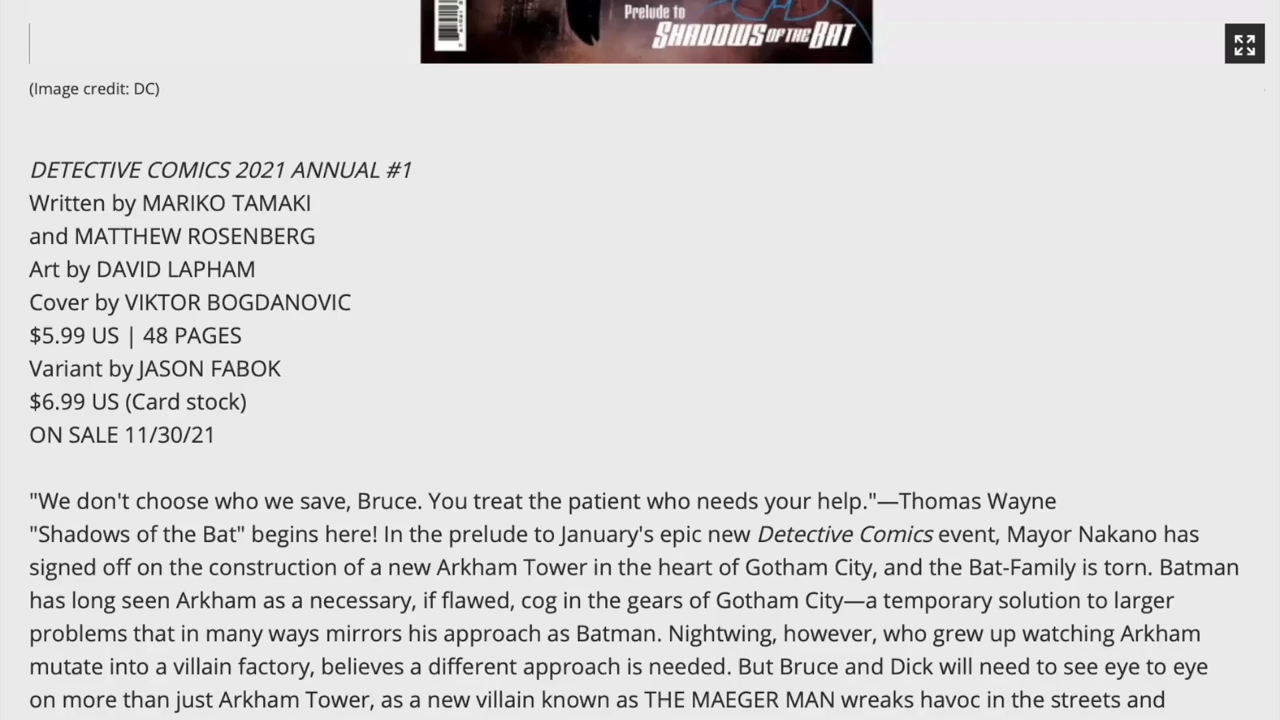 Prelude to
SHADOWS OF THE BAT
(Image credit: DC)
DETECTIVE COMICS 2021 ANNUAL #1
Written by MARIKO TAMAKI
and MATTHEW ROSENBERG
Art by DAVID LAPHAM
Cover by VIKTOR BOGDANOVIC
$5.99 US | 48 PAGES
Variant by JASON FABOK
$6.99 US (Card stock)
ON SALE 11/30/21
"We don't choose who we save, Bruce. You treat the patient who needs your help."—Thomas Wayne
"Shadows of the Bat" begins here! In the prelude to January's epic new Detective Comics event, Mayor Nakano has
signed off on the construction of a new Arkham Tower in the heart of Gotham City, and the Bat-Family is torn. Batman
has long seen Arkham as a necessary, if flawed, cog in the gears of Gotham City—a temporary solution to larger
problems that in many ways mirrors his approach as Batman. Nightwing, however, who grew up watching Arkham
mutate into a villain factory, believes a different approach is needed. But Bruce and Dick will need to see eye to eye
on more than just Arkham Tower, as a new villain known as THE MAEGER MAN wreaks havoc in the streets and